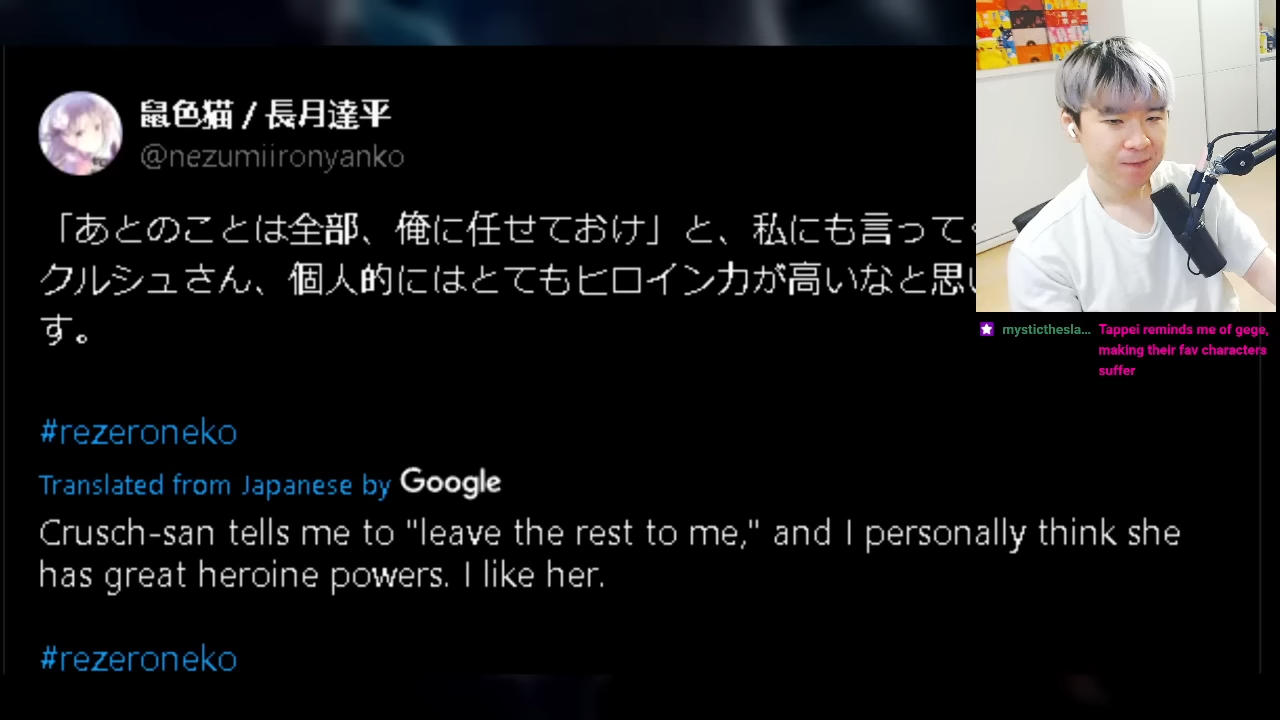 鼠色猫 / 長月達平
@nezumiironyanko
「あとのことは全部、俺に任せておけ」と、私にも言って
クルシュさん、個人的にはとてもヒロイン力が高いなと思い
す。
#rezeroneko
Translated from Japanese by Google
Crusch-san tells me to "leave the rest to me," and I personally think she
has great heroine powers. I like her.
#rezeroneko
mysticthesla... Tappei reminds me of gege,
making their fav characters
suffer